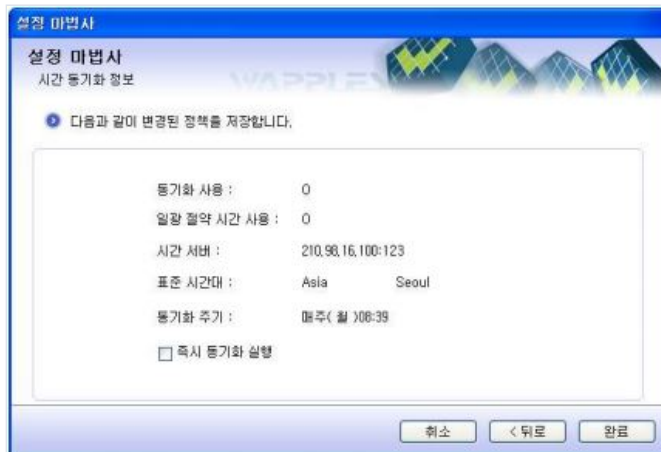 설정 마법사
설정 마법사
시간 동기화 정보
WAPPLES
다음과 같이 변경된 정책을 저장합니다.
동기화 사용 : O
일광 절약 시간 사용 : O
시간 서버 : 210.98.16.100:123
표준 시간대 : Asia Seoul
동기화 주기 : 매주( 월 )08:39
즉시 동기화 실행
취소 < 뒤로 완료